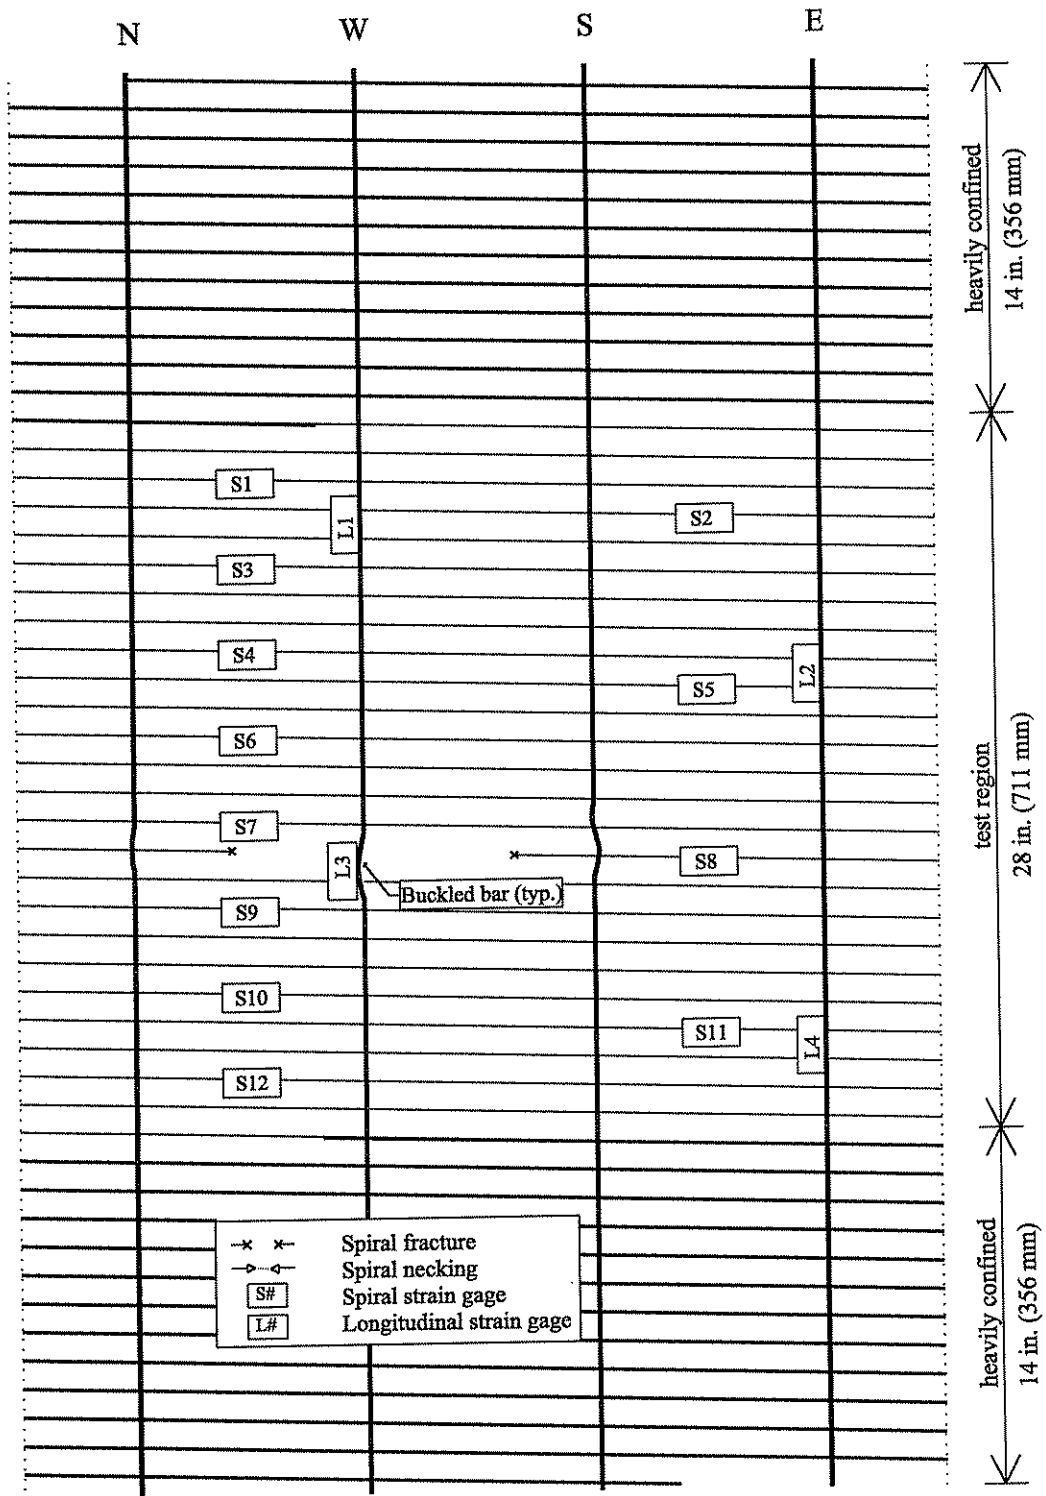 N
W
S
E
heavily confined
14 in. (356 mm)
S1
L1
S2
S3
S4
L2
S5
S6
test region
28 in. (711 mm)
S7
L3
S8
Buckled bar (typ.)
S9
S10
S11
L4
S12
Spiral fracture
Spiral necking
S# Spiral strain gage
L# Longitudinal strain gage
heavily confined
14 in. (356 mm)